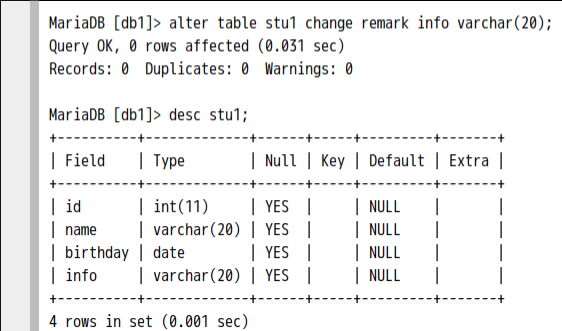 MariaDB [db1]> alter table stu1 change remark info varchar(20);
Query OK, 0 rows affected (0.031 sec)
Records: 0  Duplicates: 0  Warnings: 0

MariaDB [db1]> desc stu1;
+----------+-------------+------+-----+---------+-------+
| Field    | Type        | Null | Key | Default | Extra |
+----------+-------------+------+-----+---------+-------+
| id       | int(11)     | YES  |     | NULL    |       |
| name     | varchar(20) | YES  |     | NULL    |       |
| birthday | date        | YES  |     | NULL    |       |
| info     | varchar(20) | YES  |     | NULL    |       |
+----------+-------------+------+-----+---------+-------+
4 rows in set (0.001 sec)